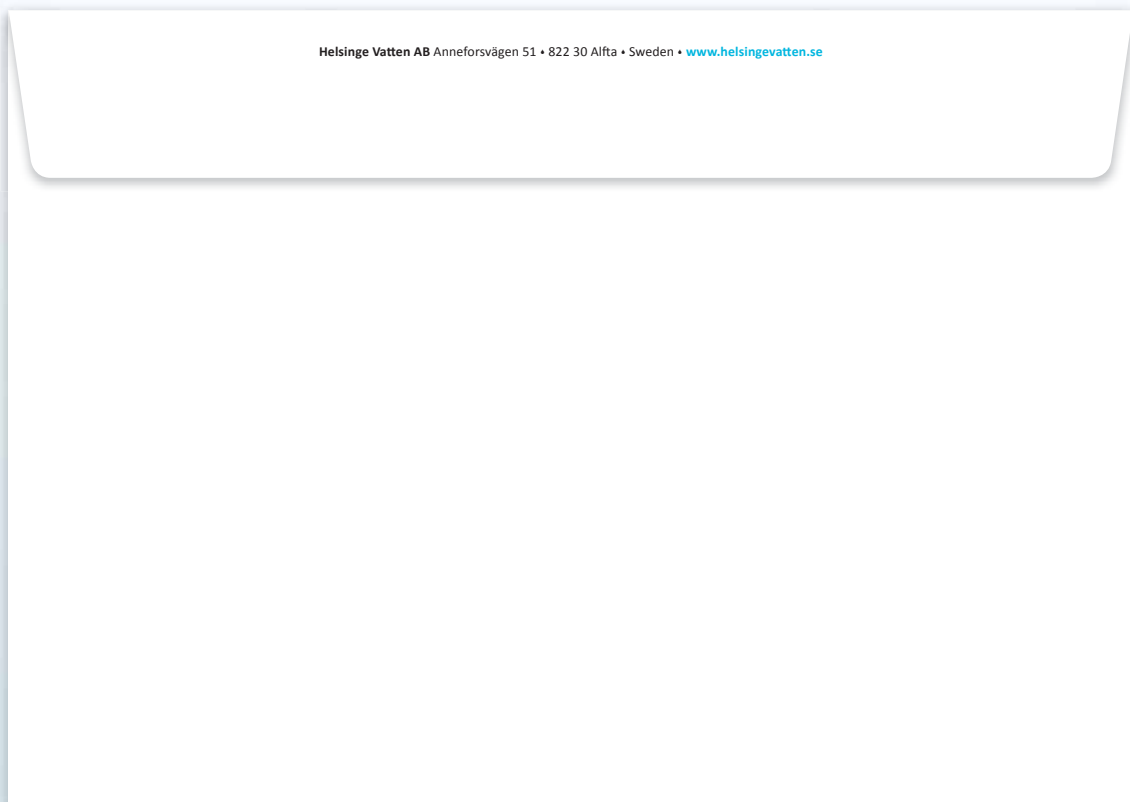 Helsinge Vatten AB Anneforsvägen 51 • 822 30 Alfta • Sweden • www.helsingevatten.se